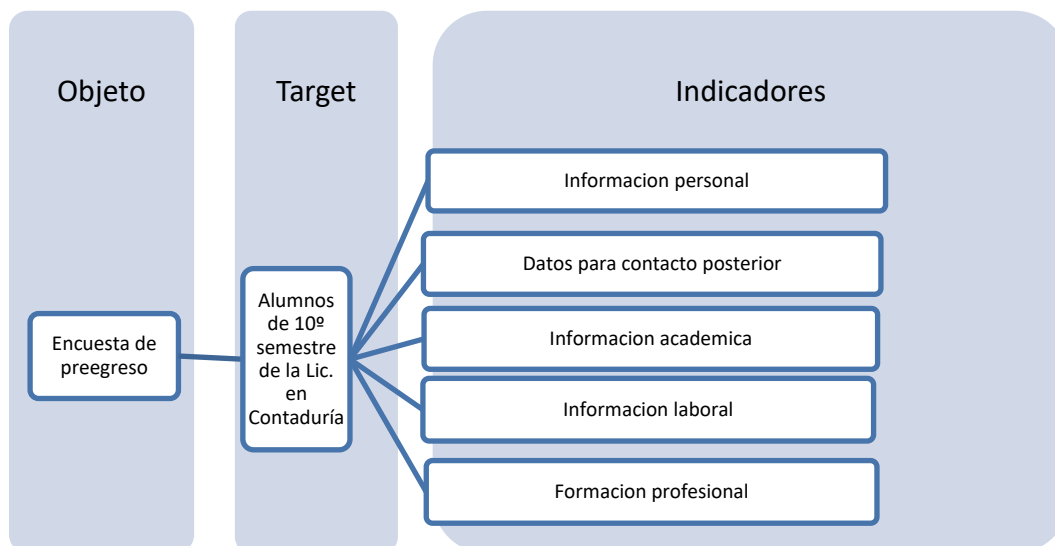 Objeto
Target
Indicadores
Encuesta de
preegreso
Alumnos
de 10º
semestre
de la Lic.
en
Contaduría
Informacion personal
Datos para contacto posterior
Informacion academica
Informacion laboral
Formacion profesional